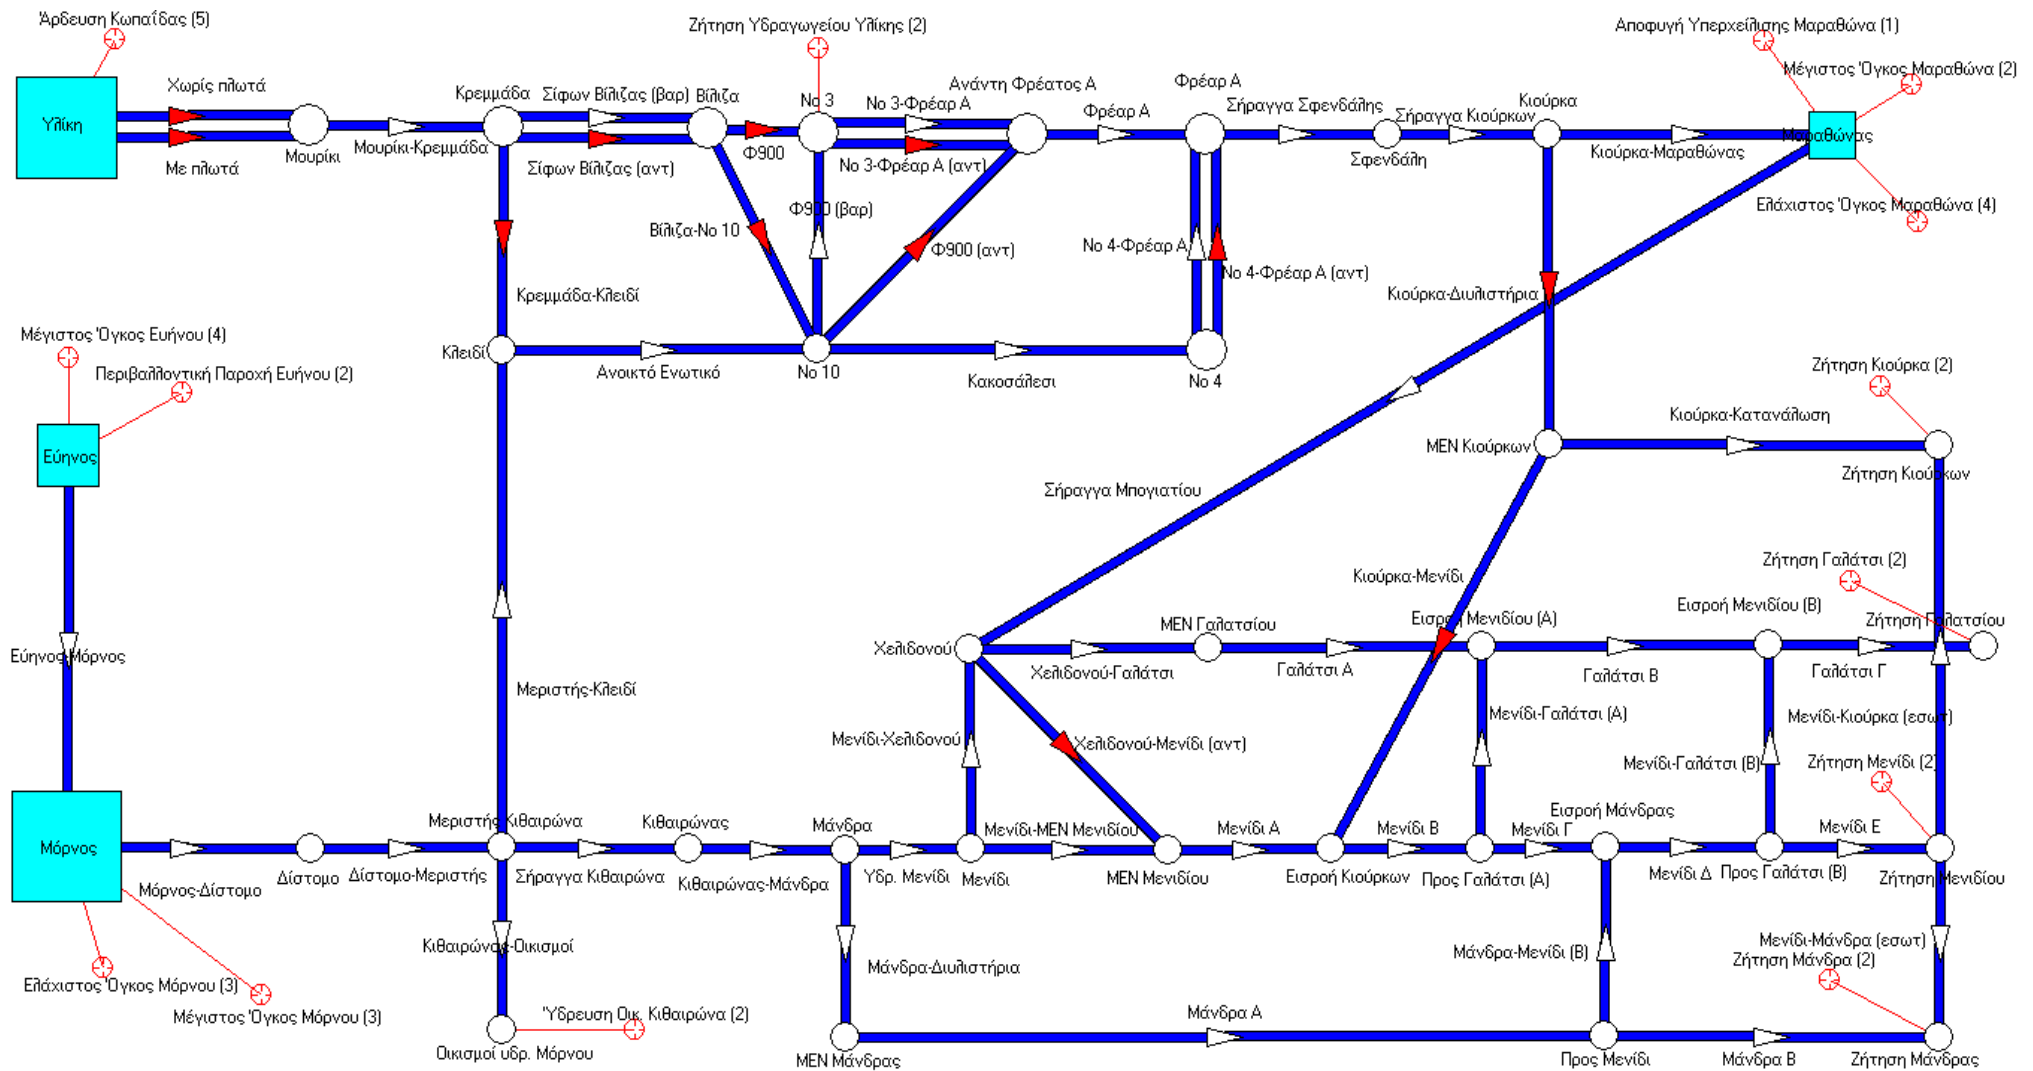 Άρδευση Κωπαΐδας (5)
Ζήτηση Υδραγωγείου Υλίκης (2)
Αποφυγή Υπερχείλισης Μαραθώνα (1)
Μέγιστος Όγκος Μαραθώνα (2)
Χωρίς πλωτά
Κρεμμάδα
Σίφων Βίλιζας (βαρ)
Βίλιζα
Νο 3
Νο 3-Φρέαρ Α
Ανάντη Φρέατος Α
Φρέαρ Α
Φρέαρ Α
Σήραγγα Σφενδάλης
Σήραγγα Κιούρκων
Κιούρκα
Υλίκη
Μαραθώνας
Μουρίκι
Μουρίκι-Κρεμμάδα
Με πλωτά
Σίφων Βίλιζας (αντ)
Φ900
Νο 3-Φρέαρ Α (αντ)
Σφενδάλη
Κιούρκα-Μαραθώνας
Ελάχιστος Όγκος Μαραθώνα (4)
Φ900 (βαρ)
Βίλιζα-Νο 10
Φ900 (αντ)
Νο 4-Φρέαρ Α
Νο 4-Φρέαρ Α (αντ)
Κρεμμάδα-Κλειδί
Κιούρκα-Διυλιστήρια
Μέγιστος Όγκος Ευήνου (4)
Κλειδί
Ανοικτό Ενωτικό
Νο 10
Κακοσάλεσι
Νο 4
Περιβαλλοντική Παροχή Ευήνου (2)
Ζήτηση Κιούρκα (2)
Κιούρκα-Κατανάλωση
Εύηνος
ΜΕΝ Κιούρκων
Ζήτηση Κιούρκων
Σήραγγα Μπογιατίου
Ζήτηση Γαλάτσι (2)
Κιούρκα-Μενίδι
Εισροή Μενιδίου (Α)
Εισροή Μενιδίου (Β)
Ζήτηση Γαλατσίου
ΜΕΝ Γαλατσίου
Χελιδονού
Εύηνος-Μόρνος
Χελιδονού-Γαλάτσι
Γαλάτσι Α
Γαλάτσι Β
Γαλάτσι Γ
Μεριστής-Κλειδί
Μενίδι-Γαλάτσι (Α)
Μενίδι-Κιούρκα (εσωτ)
Μενίδι-Χελιδονού
Χελιδονού-Μενίδι (αντ)
Μενίδι-Γαλάτσι (Β)
Ζήτηση Μενίδι (2)
Μεριστής Κιθαιρώνα
Κιθαιρώνας
Μάνδρα
Μενίδι-ΜΕΝ Μενιδίου
Μενίδι Α
Μενίδι Β
Μενίδι Γ
Εισροή Μάνδρας
Μενίδι Ε
Μόρνος
Μόρνος-Δίστομο
Δίστομο
Δίστομο-Μεριστής
Σήραγγα Κιθαιρώνα
Κιθαιρώνας-Μάνδρα
Υδρ. Μενίδι
Μενίδι
ΜΕΝ Μενιδίου
Εισροή Κιούρκων
Προς Γαλάτσι (Α)
Μενίδι Δ
Προς Γαλάτσι (Β)
Ζήτηση Μενιδίου
Κιθαιρώνας-Οικισμοί
Μάνδρα-Διυλιστήρια
Μάνδρα-Μενίδι (Β)
Μενίδι-Μάνδρα (εσωτ)
Ζήτηση Μάνδρα (2)
Ελάχιστος Όγκος Μόρνου (3)
Μέγιστος Όγκος Μόρνου (3)
Ύδρευση Οικ. Κιθαιρώνα (2)
Μάνδρα Α
Οικισμοί υδρ. Μόρνου
ΜΕΝ Μάνδρας
Προς Μενίδι
Μάνδρα Β
Ζήτηση Μάνδρας